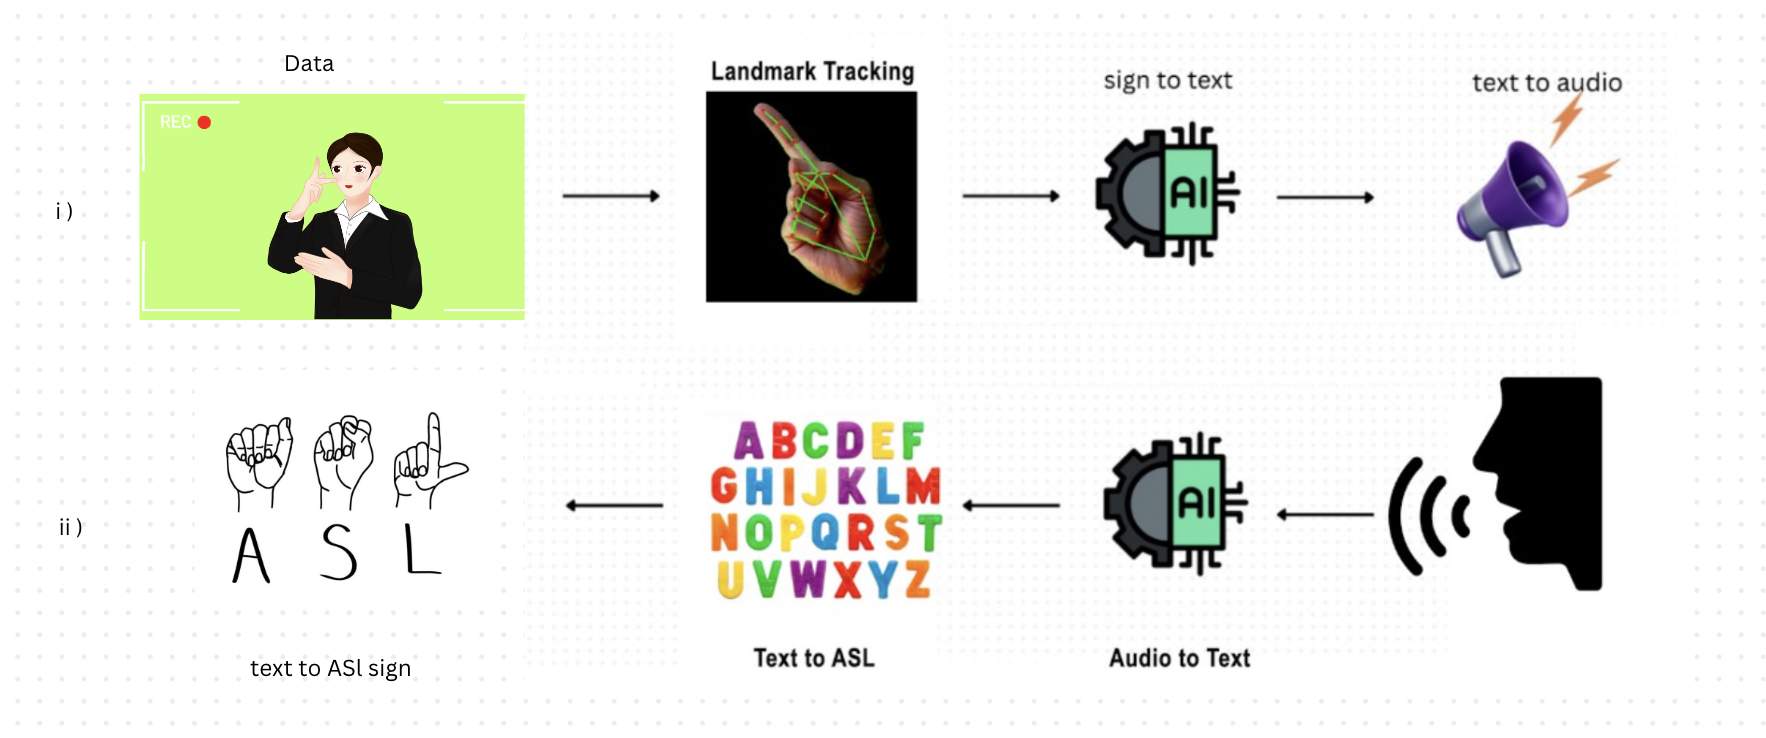 Data
Landmark Tracking
sign to text
text to audio
REC
i )
AI
ABCDEF
GHIJKLM
NOPQRST
UVWXYZ
AI
ii )
A S L
Text to ASL
Audio to Text
text to ASl sign